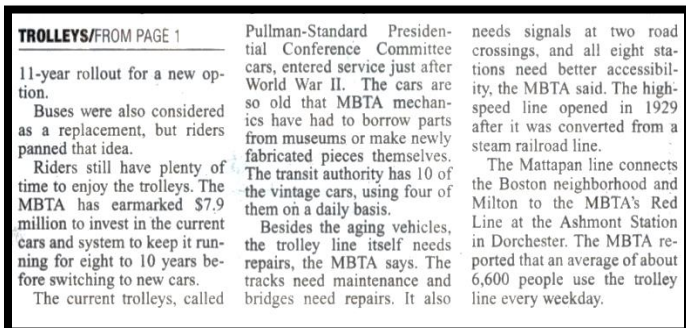 TROLLEYS/FROM PAGE 1
11-year rollout for a new op-
tion.
Buses were also considered
as a replacement, but riders
panned that idea.
Riders still have plenty of
time to enjoy the trolleys. The
MBTA has earmarked $7.9
million to invest in the current
cars and system to keep it run-
ning for eight to 10 years be-
fore switching to new cars.
The current trolleys, called
Pullman-Standard Presiden-
tial Conference Committee
cars, entered service just after
World War II. The cars are
so old that MBTA mechan-
ics have had to borrow parts
from museums or make newly
fabricated pieces themselves.
The transit authority has 10 of
the vintage cars, using four of
them on a daily basis.
Besides the aging vehicles,
the trolley line itself needs
repairs, the MBTA says. The
tracks need maintenance and
bridges need repairs. It also
needs signals at two road
crossings, and all eight sta-
tions need better accessibil-
ity, the MBTA said. The high-
speed line opened in 1929
after it was converted from a
steam railroad line.
The Mattapan line connects
the Boston neighborhood and
Milton to the MBTA's Red
Line at the Ashmont Station
in Dorchester. The MBTA re-
ported that an average of about
6,600 people use the trolley
line every weekday.